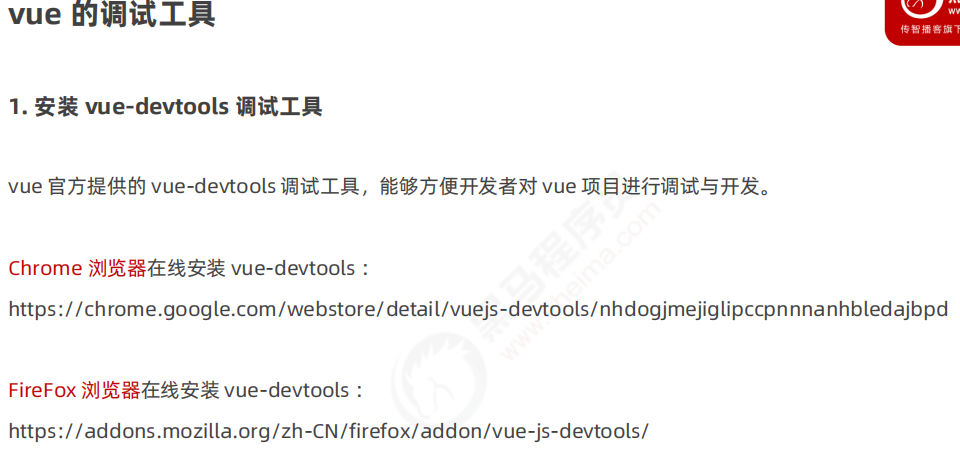 vue 的调试工具
传智播客旗下
1. 安装 vue-devtools 调试工具
vue 官方提供的 vue-devtools 调试工具，能够方便开发者对 vue 项目进行调试与开发。
Chrome 浏览器在线安装 vue-devtools：
https://chrome.google.com/webstore/detail/vuejs-devtools/nhdogjmejiglipccpnnnanhbledajbpd
FireFox 浏览器在线安装 vue-devtools：
https://addons.mozilla.org/zh-CN/firefox/addon/vue-js-devtools/
黑马程序员
www.itheima.com